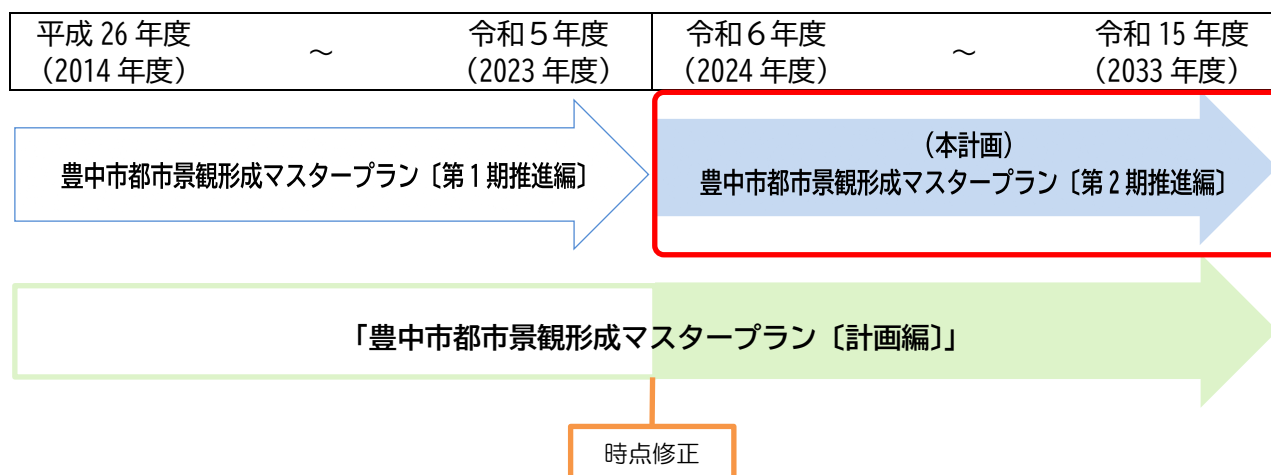 平成 26 年度 ～ 令和５年度 令和６年度 ～ 令和 15 年度
（2014 年度） （2023 年度） （2024 年度） （2033 年度）
豊中市都市景観形成マスタープラン〔第１期推進編〕
（本計画）
豊中市都市景観形成マスタープラン〔第２期推進編〕
「豊中市都市景観形成マスタープラン〔計画編〕」
時点修正